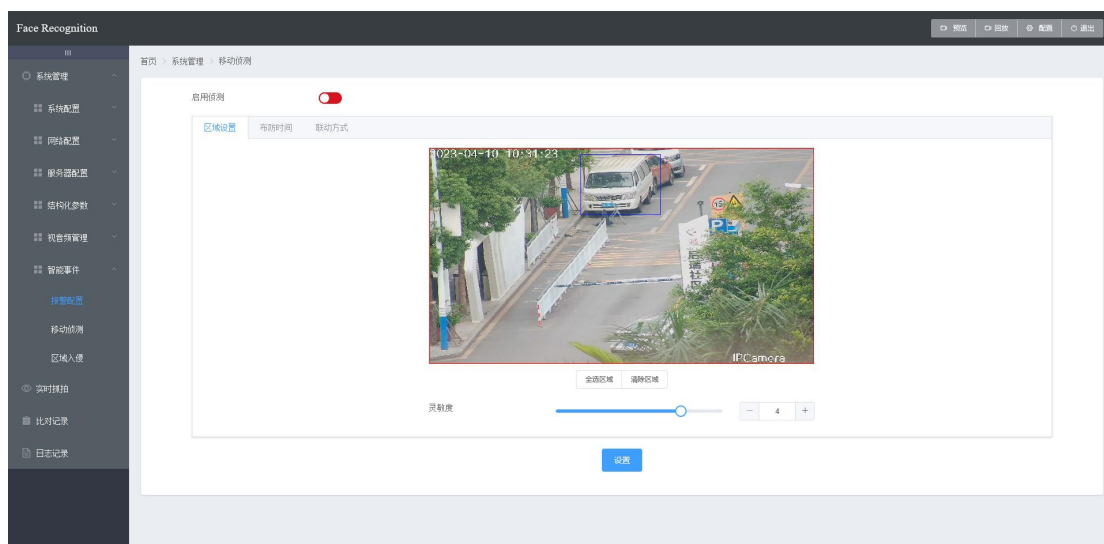 Face Recognition
预览
回放
配置
退出
首页 > 系统管理 > 移动侦测
系统管理
系统配置
网络配置
服务器配置
结构化参数
视音频管理
智能事件
报警配置
移动侦测
区域入侵
实时抓拍
比对记录
日志记录
启用侦测
区域设置 布防时间 联动方式
2023-04-10 10:31:23
15
P
后瑞社区
IPCamera
全选区域 清除区域
灵敏度
4
设置